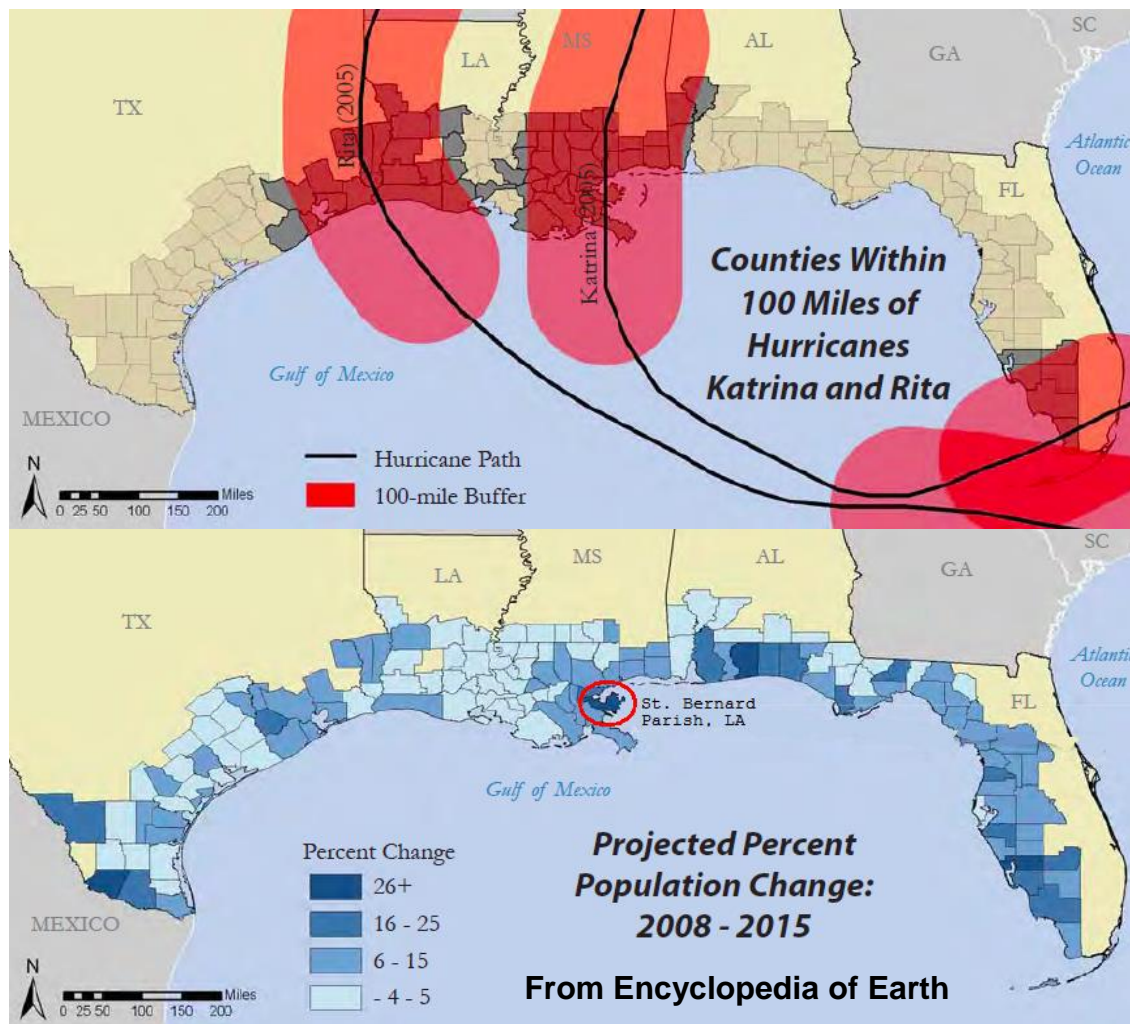 SC
MS
AL
LA
GA
TX
Rita (2005)
Atlantic
Ocean
FL
Katrina (2005)
Counties Within
100 Miles of
Hurricanes
Katrina and Rita
Gulf of Mexico
MEXICO
N
Miles
0 25 50 100 150 200
Hurricane Path
100-mile Buffer
SC
MS
AL
LA
GA
TX
Atlantic
Ocean
FL
St. Bernard
Parish, LA
Gulf of Mexico
Percent Change
26+
16 - 25
6 - 15
- 4 - 5
Projected Percent
Population Change:
2008 - 2015
MEXICO
N
Miles
0 25 50 100 150 200
From Encyclopedia of Earth